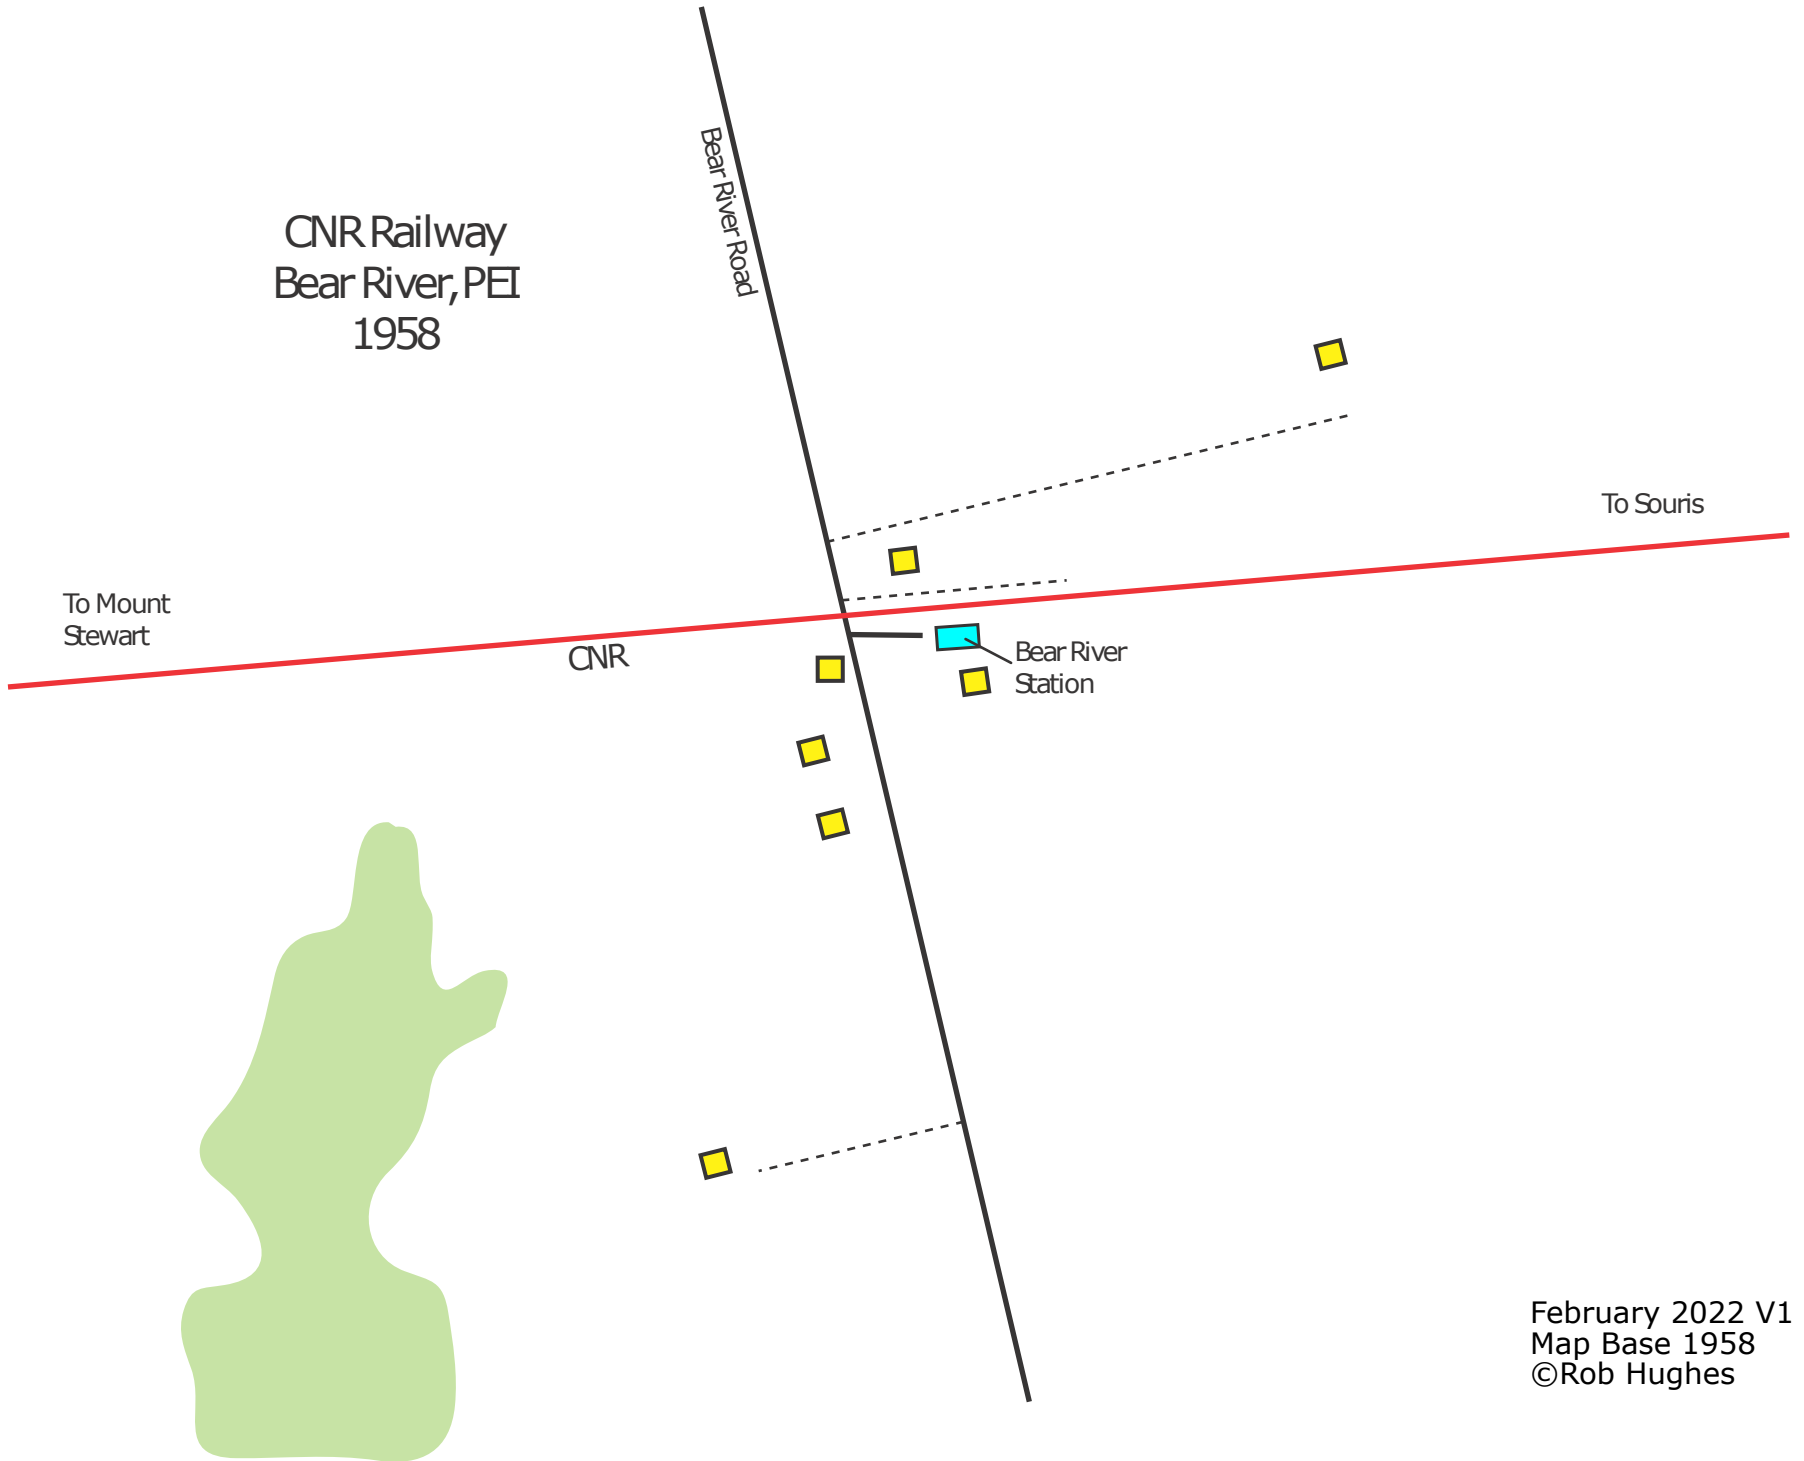 CNR Railway
Bear River, PEI
1958
Bear River Road
To Souris
To Mount
Stewart
CNR
Bear River
Station
February 2022 V1
Map Base 1958
©Rob Hughes